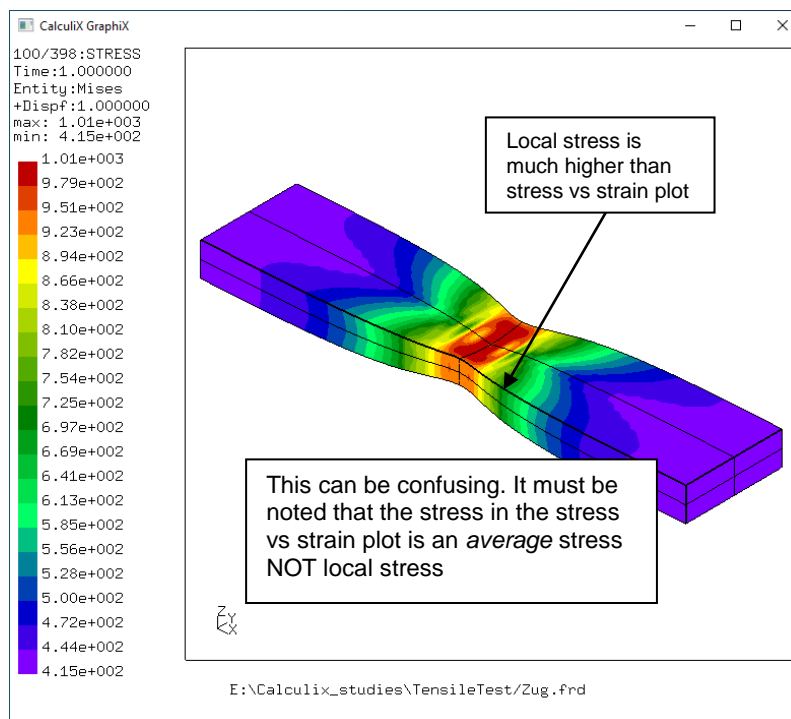 CalculiX GraphiX
100/398:STRESS
Time:1.000000
Entity:Mises
+Dispf:1.000000
max: 1.01e+003
min: 4.15e+002
1.01e+003
9.79e+002
9.51e+002
9.23e+002
8.94e+002
8.66e+002
8.38e+002
8.10e+002
7.82e+002
7.54e+002
7.25e+002
6.97e+002
6.69e+002
6.41e+002
6.13e+002
5.85e+002
5.56e+002
5.28e+002
5.00e+002
4.72e+002
4.44e+002
4.15e+002
Local stress is
much higher than
stress vs strain plot
This can be confusing. It must be
noted that the stress in the stress
vs strain plot is an average stress
NOT local stress
Z
Y
X
E:\Calculix_studies\TensileTest/Zug.frd